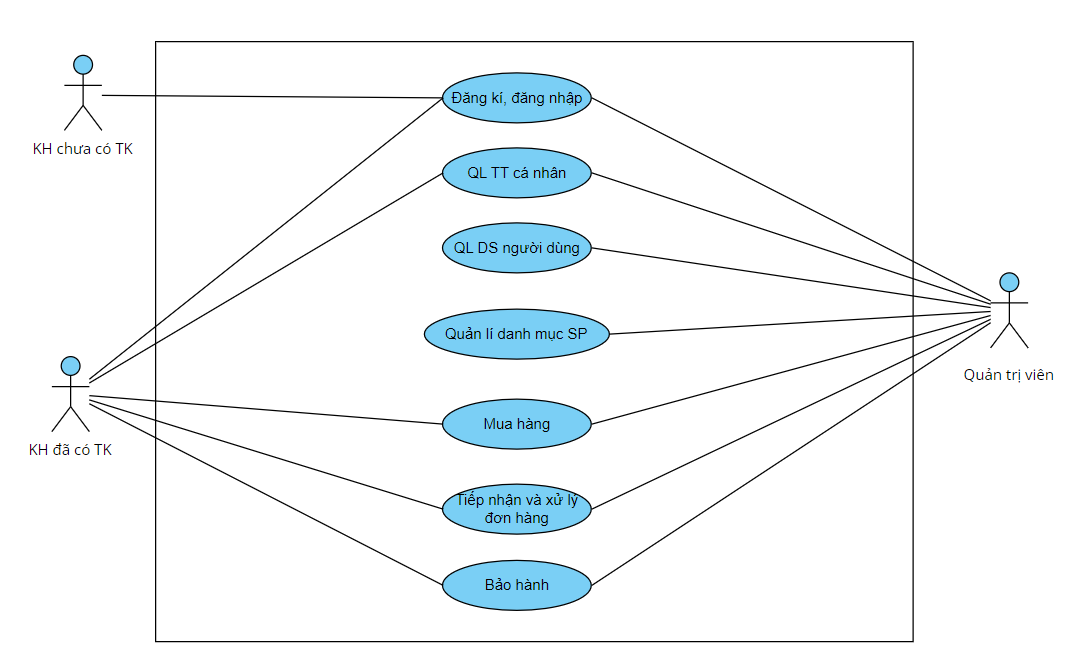 Đăng kí, đăng nhập
KH chưa có TK
QL TT cá nhân
QL DS người dùng
Quản lí danh mục SP
Quản trị viên
Mua hàng
KH đã có TK
Tiếp nhận và xử lý
đơn hàng
Bảo hành